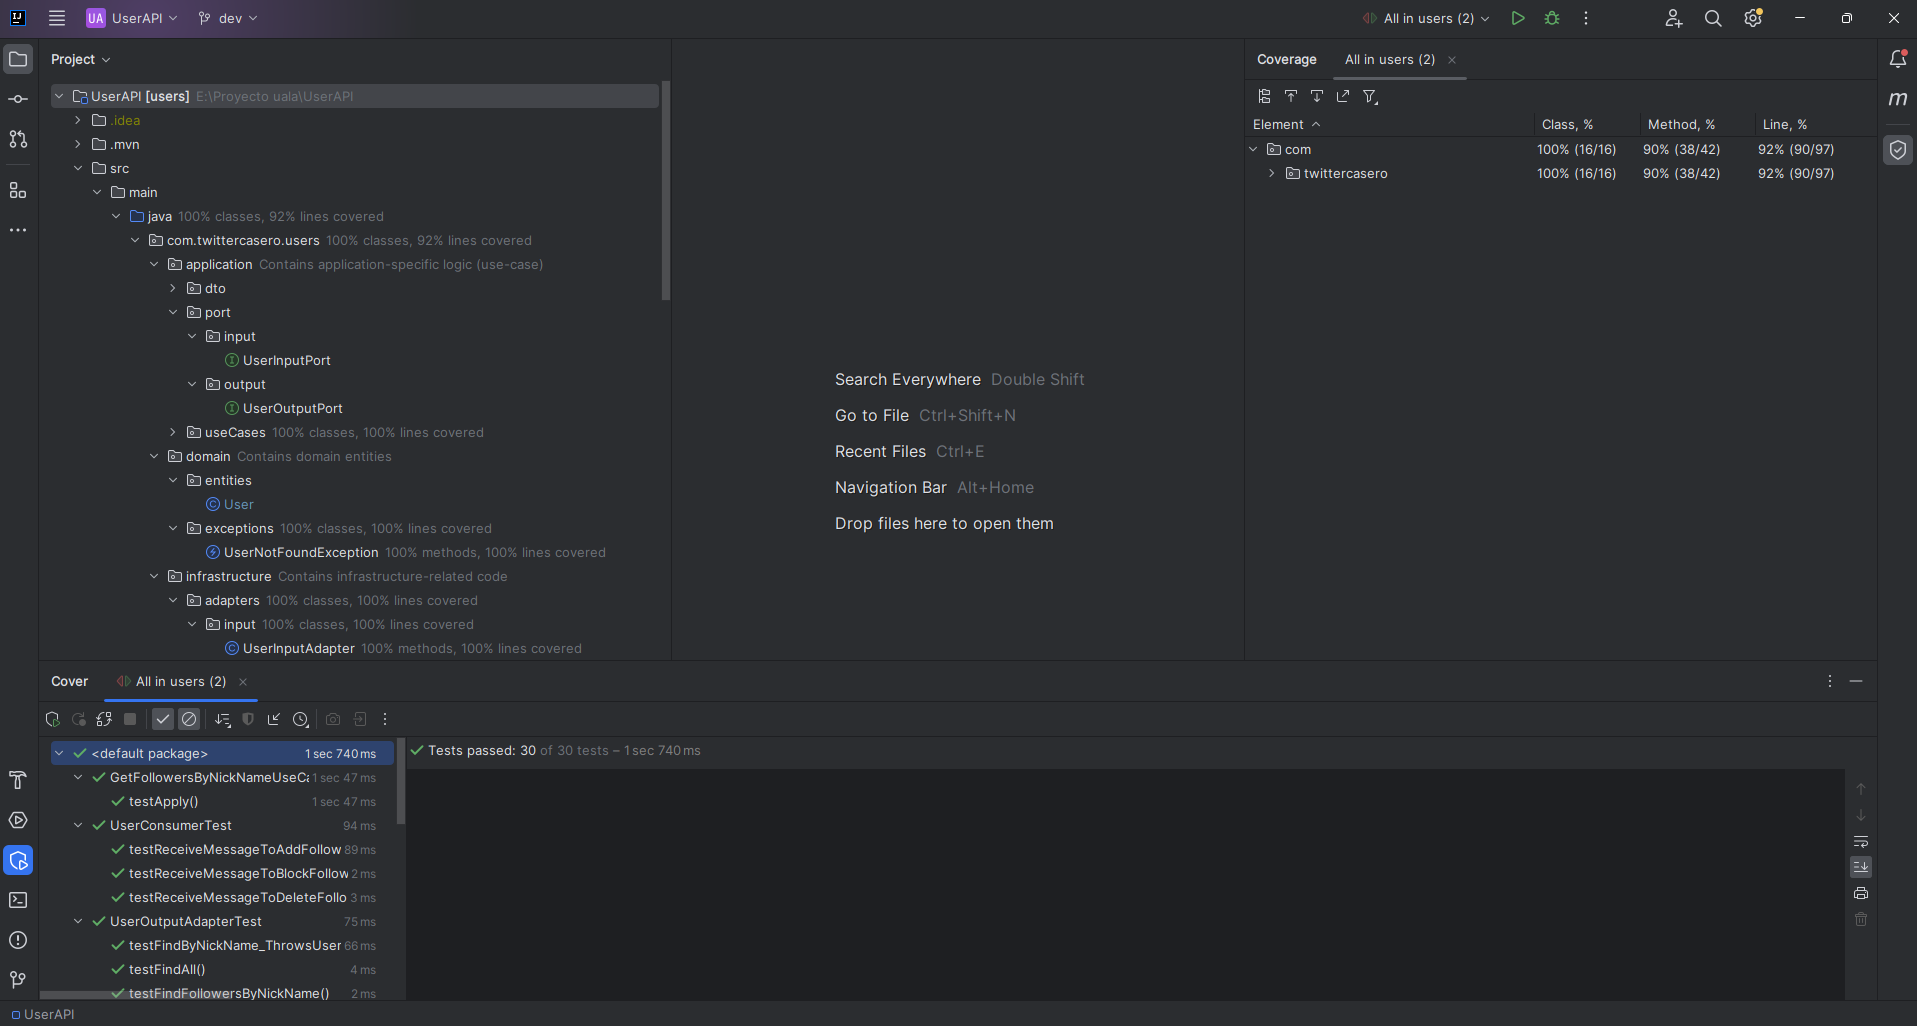 UA UserAPI dev All in users (2)
Project
UserAPI [users] E:\Proyecto uala\UserAPI
.idea
.mvn
src
main
java 100% classes, 92% lines covered
com.twittercasero.users 100% classes, 92% lines covered
application Contains application-specific logic (use-case)
dto
port
input
UserInputPort
output
UserOutputPort
useCases 100% classes, 100% lines covered
domain Contains domain entities
entities
User
exceptions 100% classes, 100% lines covered
UserNotFoundException 100% methods, 100% lines covered
infrastructure Contains infrastructure-related code
adapters 100% classes, 100% lines covered
input 100% classes, 100% lines covered
UserInputAdapter 100% methods, 100% lines covered
Search Everywhere Double Shift
Go to File Ctrl+Shift+N
Recent Files Ctrl+E
Navigation Bar Alt+Home
Drop files here to open them
Coverage All in users (2)
Element Class, % Method, % Line, %
com 100% (16/16) 90% (38/42) 92% (90/97)
twittercasero 100% (16/16) 90% (38/42) 92% (90/97)
m
Cover All in users (2)
<default package> 1 sec 740 ms
GetFollowersByNickNameUseCa 1 sec 47 ms
testApply() 1 sec 47 ms
UserConsumerTest 94 ms
testReceiveMessageToAddFollow 89 ms
testReceiveMessageToBlockFollow 2 ms
testReceiveMessageToDeleteFollo 3 ms
UserOutputAdapterTest 75 ms
testFindByNickName_ThrowsUser 66 ms
testFindAll() 4 ms
testFindFollowersByNickName() 2 ms
Tests passed: 30 of 30 tests – 1 sec 740 ms
UserAPI